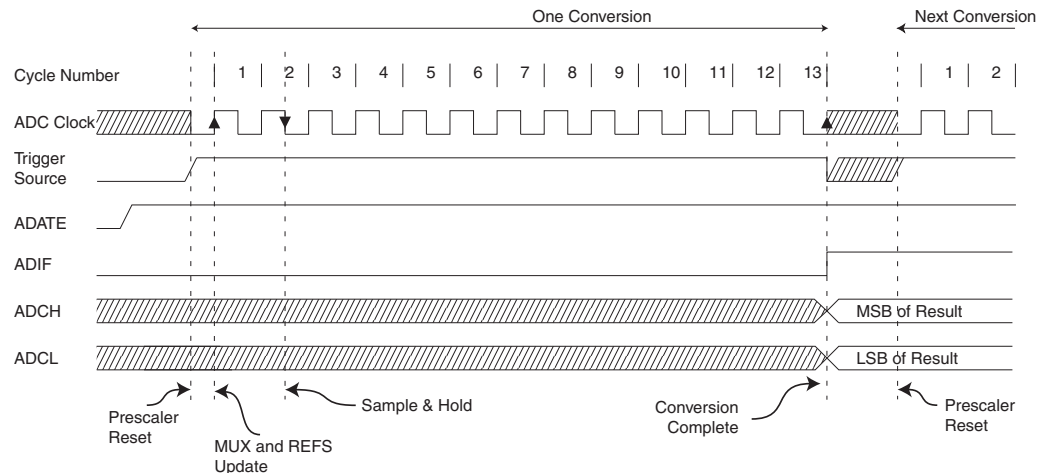 One Conversion
Next Conversion
Cycle Number
1 2 3 4 5 6 7 8 9 10 11 12 13 1 2
ADC Clock
Trigger
Source
ADATE
ADIF
ADCH
MSB of Result
ADCL
LSB of Result
Prescaler
Reset
MUX and REFS
Update
Sample & Hold
Conversion
Complete
Prescaler
Reset